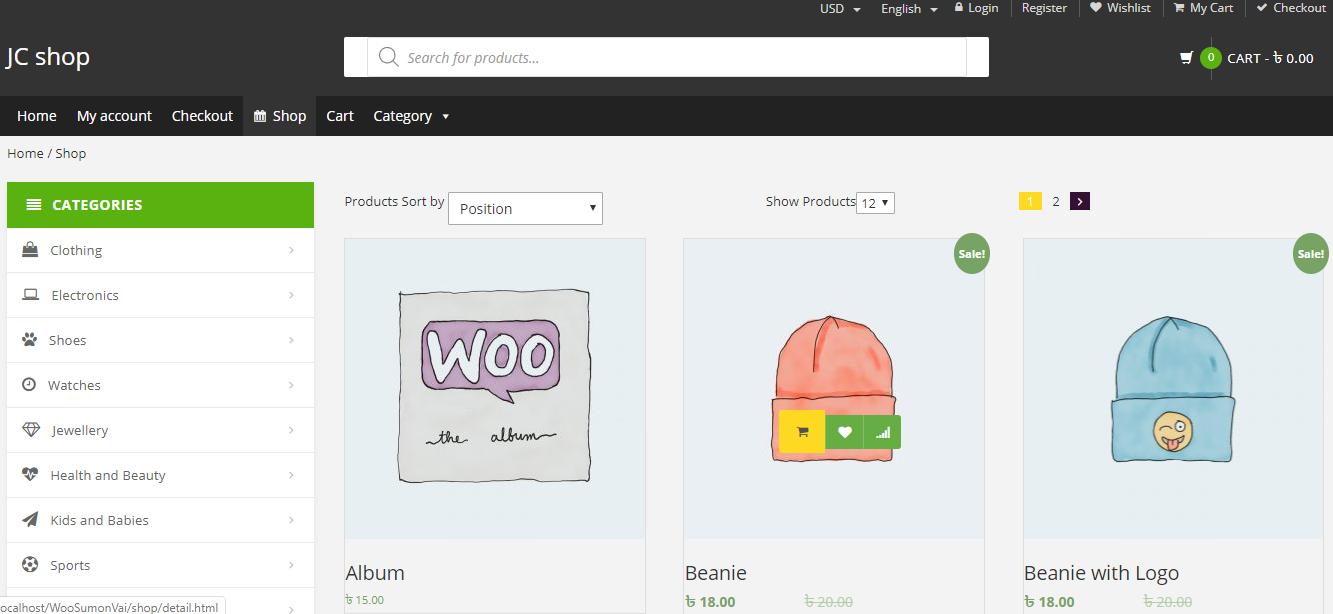 USD English Login Register Wishlist My Cart Checkout
JC shop
Search for products...
0 CART - ৳ 0.00
Home My account Checkout Shop Cart Category
Home / Shop
CATEGORIES
Clothing
Electronics
Shoes
Watches
Jewellery
Health and Beauty
Kids and Babies
Sports
ocalhost/WooSumonVai/shop/detail.html
Products Sort by Position Show Products 12 1 2
WOO
the album
Album
৳ 15.00
Sale!
Beanie
৳ 18.00 ৳ 20.00
Sale!
Beanie with Logo
৳ 18.00 ৳ 20.00